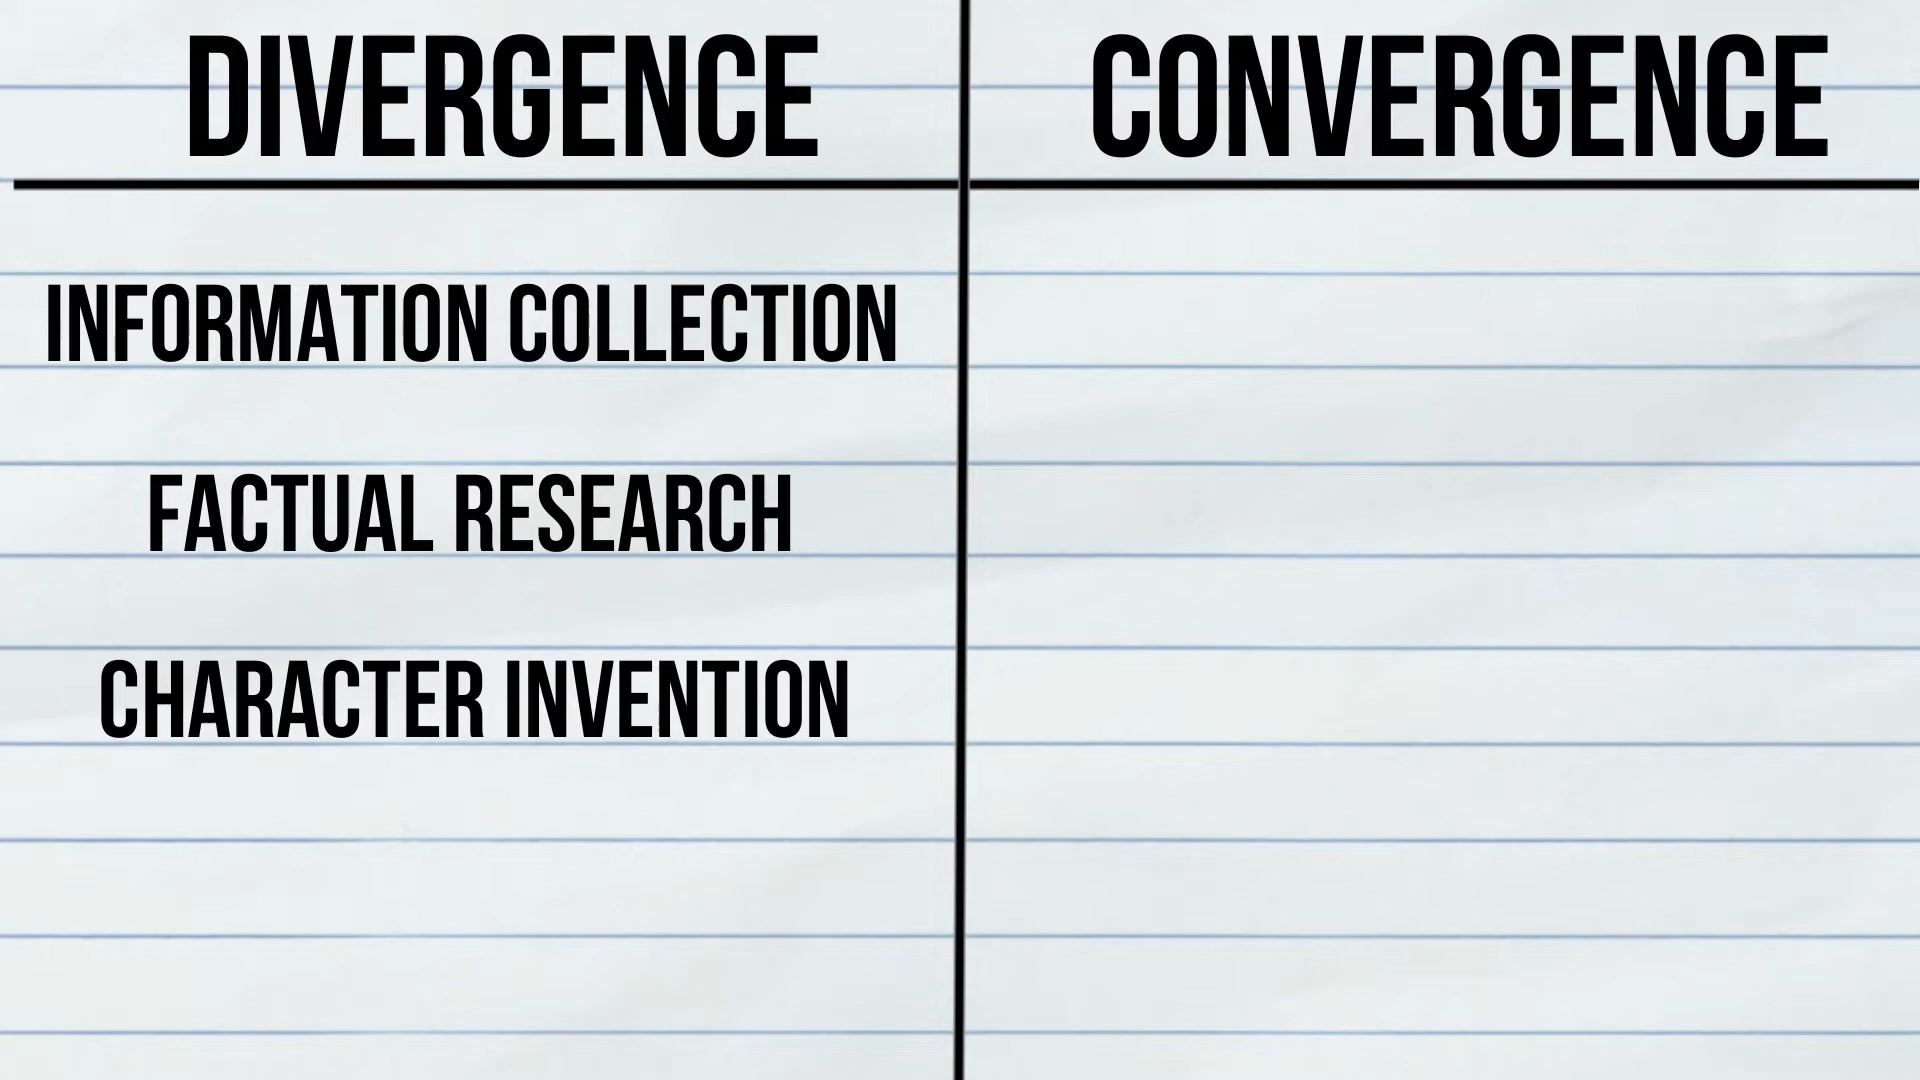 DIVERGENCE
CONVERGENCE
INFORMATION COLLECTION
FACTUAL RESEARCH
CHARACTER INVENTION